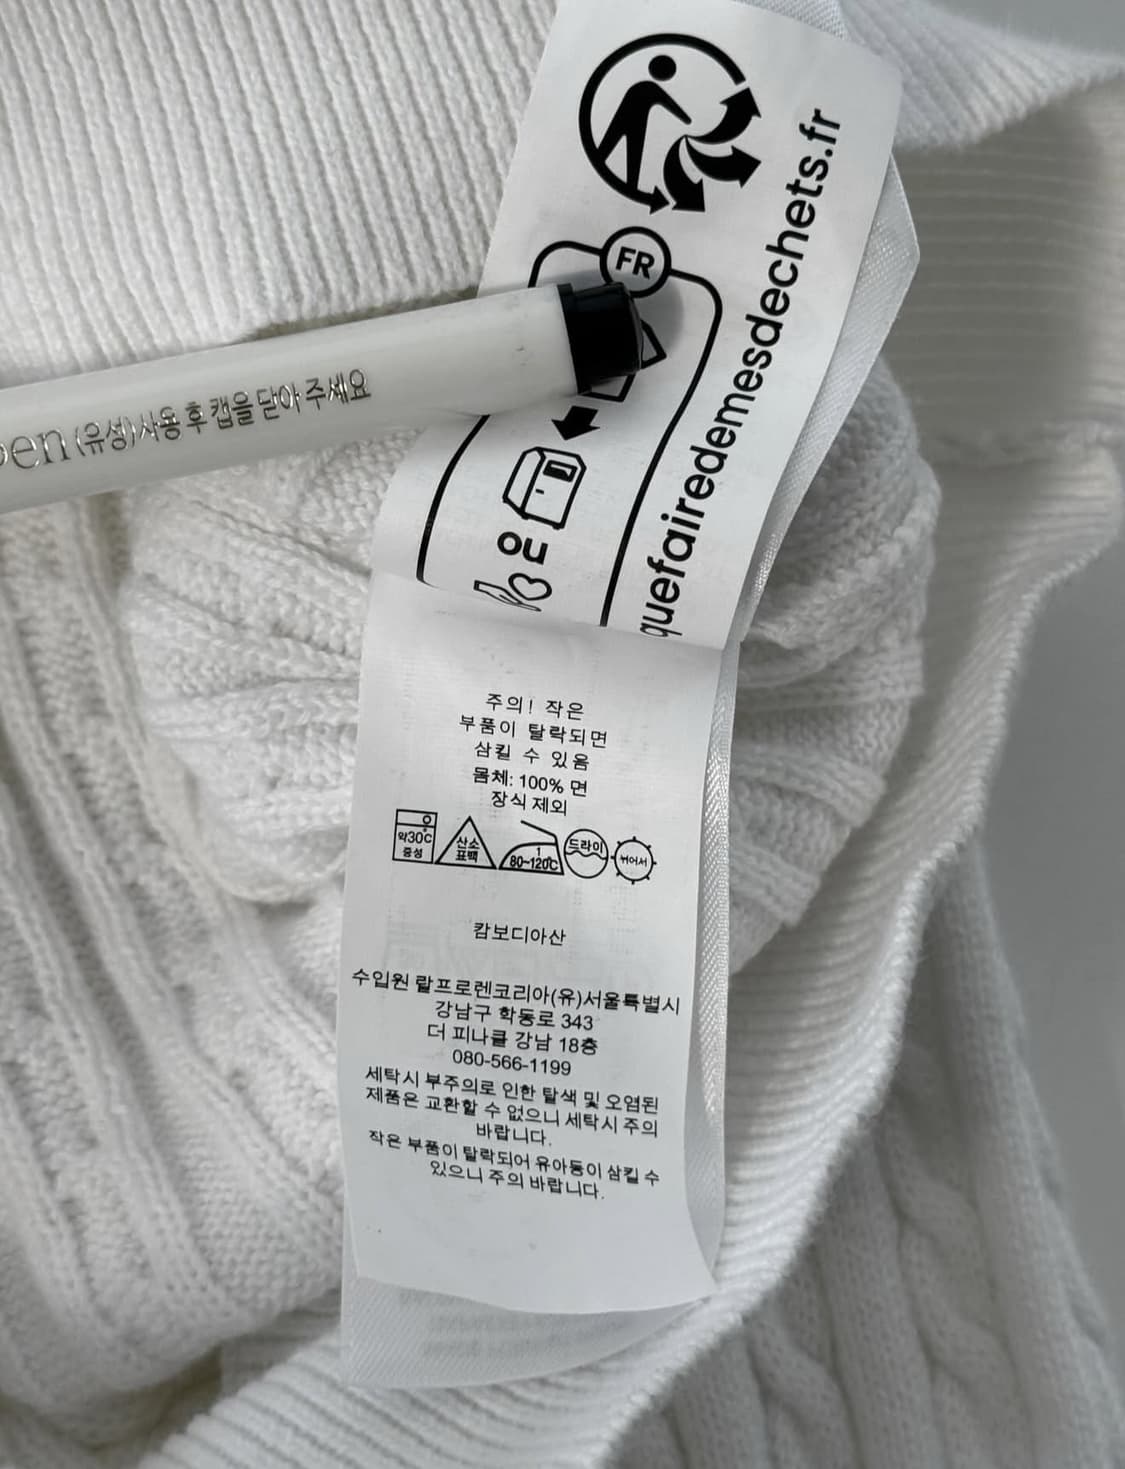 FR
quefairedemesdechets.fr
pen (유성) 사용 후 캡을 닫아 주세요
OU
주의! 작은
부품이 탈락되면
삼킬 수 있음
몸체: 100% 면
장식 제외
약30℃
중성
산소
표백
1
80~120℃
드라이
뉘어서
캄보디아산
수입원 랄프로렌코리아(유)서울특별시
강남구 학동로 343
더 피나클 강남 18층
080-566-1199
세탁시 부주의로 인한 탈색 및 오염된
제품은 교환할 수 없으니 세탁시 주의
바랍니다.
작은 부품이 탈락되어 유아동이 삼킬 수
있으니 주의 바랍니다.